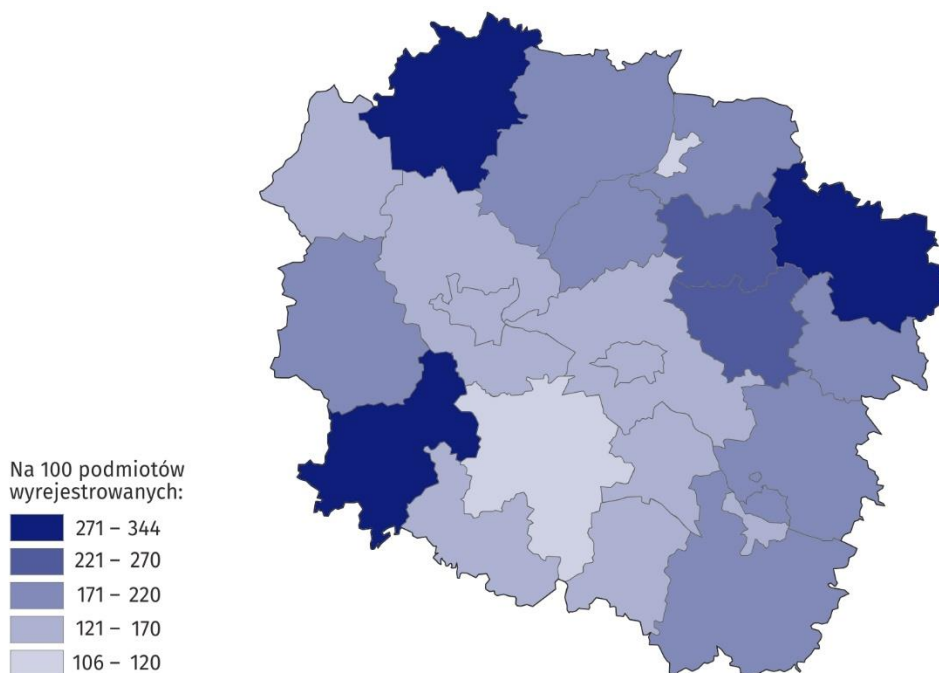 Na 100 podmiotów
wyrejestrowanych:
271 – 344
221 – 270
171 – 220
121 – 170
106 – 120